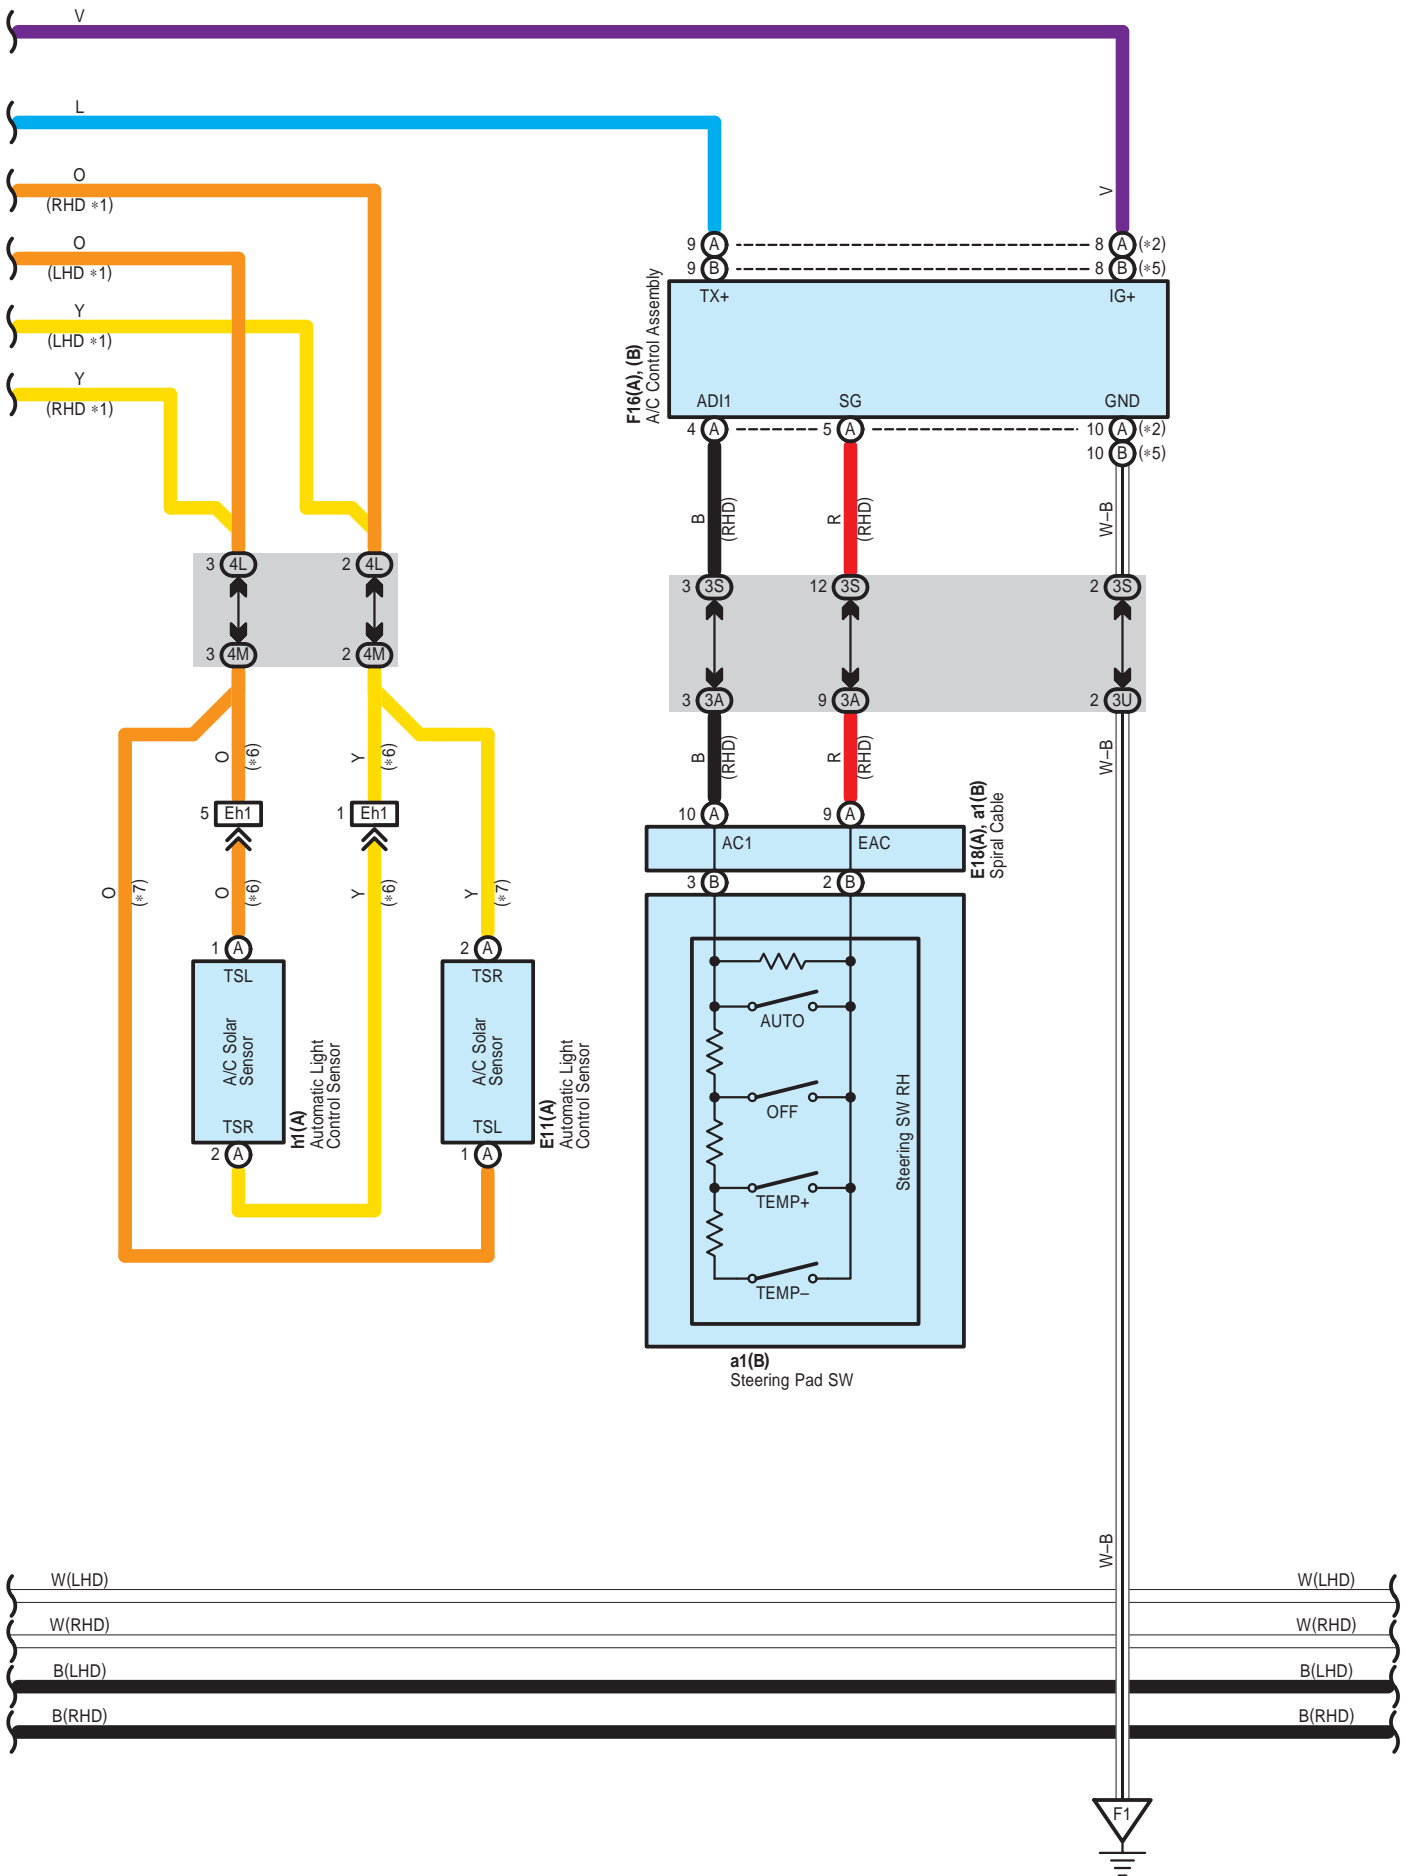 V
L
O
(RHD *1)
O
(LHD *1)
Y
(LHD *1)
Y
(RHD *1)
V
9 A
8 A (*2)
9 B
8 B (*5)
TX+
IG+
F16(A), (B)
A/C Control Assembly
ADI1
SG
GND
4 A
5 A
10 A (*2)
10 B (*5)
B
(RHD)
R
(RHD)
W–B
3 4L
2 4L
3 4M
2 4M
3 3S
12 3S
2 3S
3 3A
9 3A
2 3U
O
(*6)
Y
(*6)
B
(RHD)
R
(RHD)
W–B
5 Eh1
1 Eh1
10 A
9 A
AC1
EAC
E18(A), a1(B)
Spiral Cable
3 B
2 B
O
(*7)
O
(*6)
Y
(*6)
Y
(*7)
1 A
TSL
A/C Solar
Sensor
TSR
2 A
h1(A)
Automatic Light
Control Sensor
2 A
TSR
A/C Solar
Sensor
TSL
1 A
E11(A)
Automatic Light
Control Sensor
AUTO
OFF
TEMP+
TEMP–
Steering SW RH
a1(B)
Steering Pad SW
W–B
W(LHD)
W(LHD)
W(RHD)
W(RHD)
B(LHD)
B(LHD)
B(RHD)
B(RHD)
F1